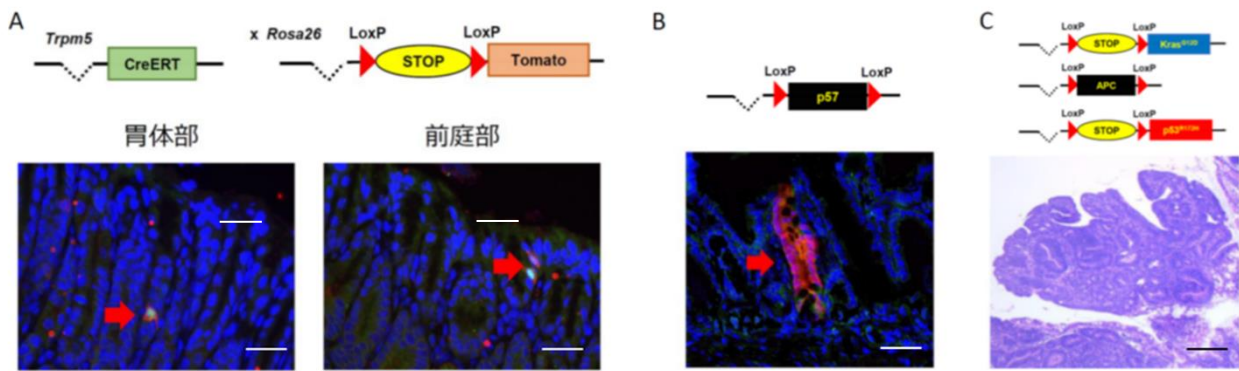 A
Trpm5
CreERT
x Rosa26
LoxP
LoxP
STOP
Tomato
胃体部
前庭部
B
LoxP
LoxP
p57
C
LoxP
LoxP
STOP
Kras
LoxP
LoxP
APC
LoxP
LoxP
STOP